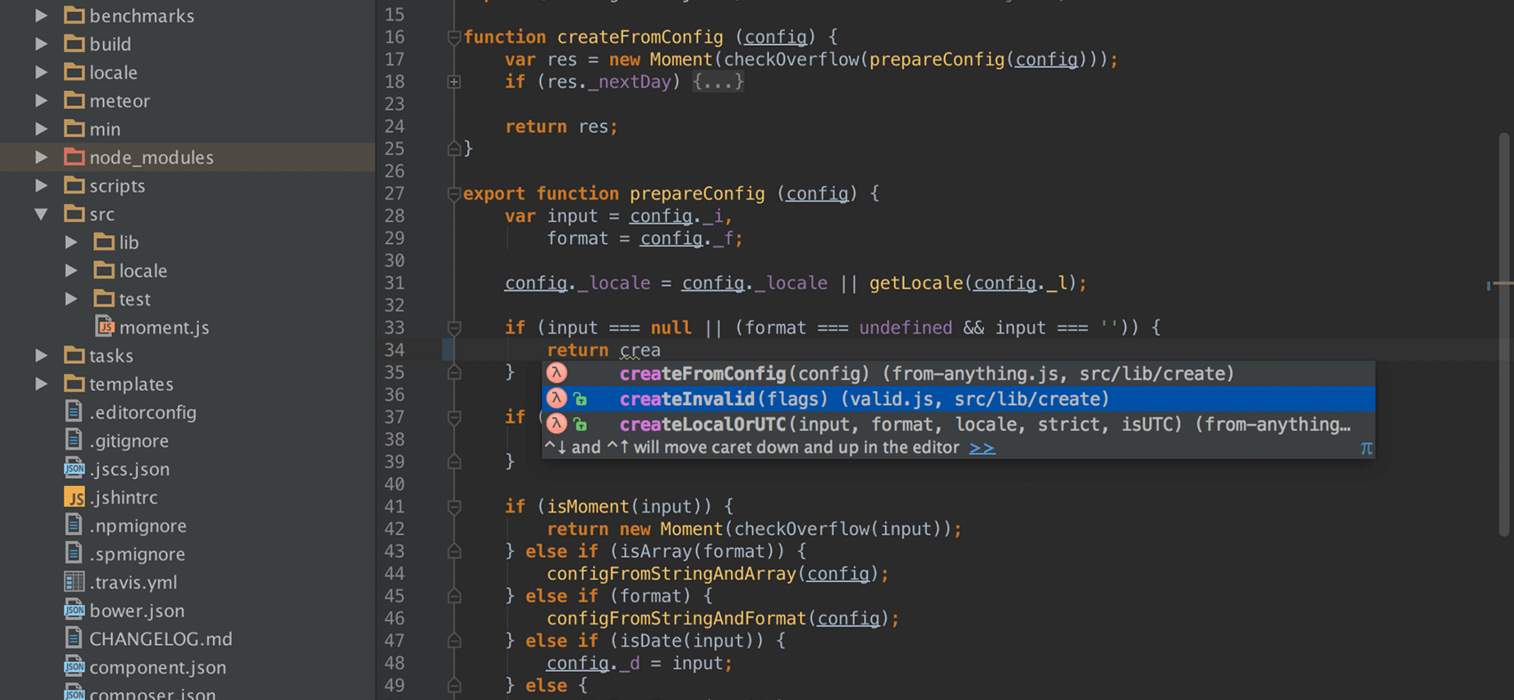 benchmarks
build
locale
meteor
min
node_modules
scripts
src
lib
locale
test
moment.js
tasks
templates
.editorconfig
.gitignore
.jscs.json
.jshintrc
.npmignore
.spmignore
.travis.yml
bower.json
CHANGELOG.md
component.json
composer.json
15
16 function createFromConfig (config) {
17 var res = new Moment(checkOverflow(prepareConfig(config)));
18 if (res._nextDay) {...}
23
24 return res;
25 }
26
27 export function prepareConfig (config) {
28 var input = config._i,
29 format = config._f;
30
31 config._locale = config._locale || getLocale(config._l);
32
33 if (input === null || (format === undefined && input === '')) {
34 return crea
35 }
createFromConfig(config) (from-anything.js, src/lib/create)
36
createInvalid(flags) (valid.js, src/lib/create)
37 if (
createLocalOrUTC(input, format, locale, strict, isUTC) (from-anything…
38
^↓ and ^↑ will move caret down and up in the editor >> π
39 }
40
41 if (isMoment(input)) {
42 return new Moment(checkOverflow(input));
43 } else if (isArray(format)) {
44 configFromStringAndArray(config);
45 } else if (format) {
46 configFromStringAndFormat(config);
47 } else if (isDate(input)) {
48 config._d = input;
49 } else {